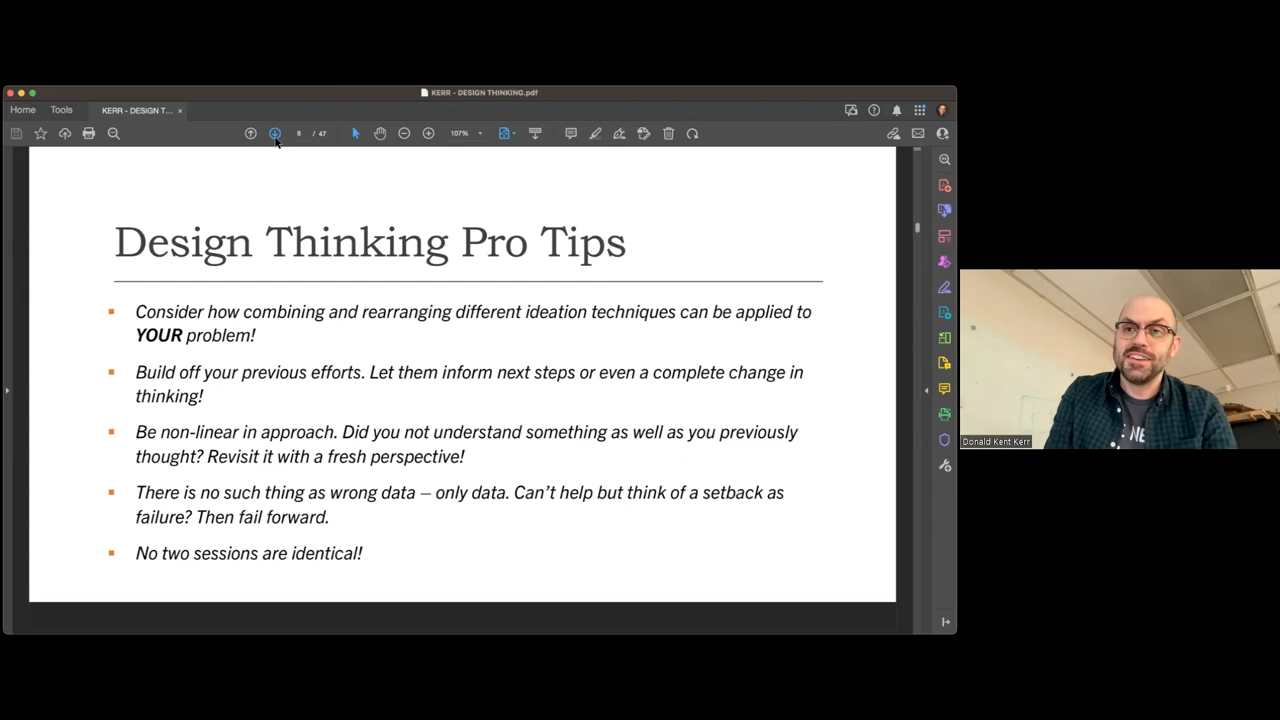 KERR - DESIGN THINKING.pdf
Home
Tools
KERR - DESIGN T... ×
8 / 47
107%
Design Thinking Pro Tips
Consider how combining and rearranging different ideation techniques can be applied to
YOUR problem!
Build off your previous efforts. Let them inform next steps or even a complete change in
thinking!
Be non-linear in approach. Did you not understand something as well as you previously
thought? Revisit it with a fresh perspective!
There is no such thing as wrong data – only data. Can’t help but think of a setback as
failure? Then fail forward.
No two sessions are identical!
Donald Kent Kerr